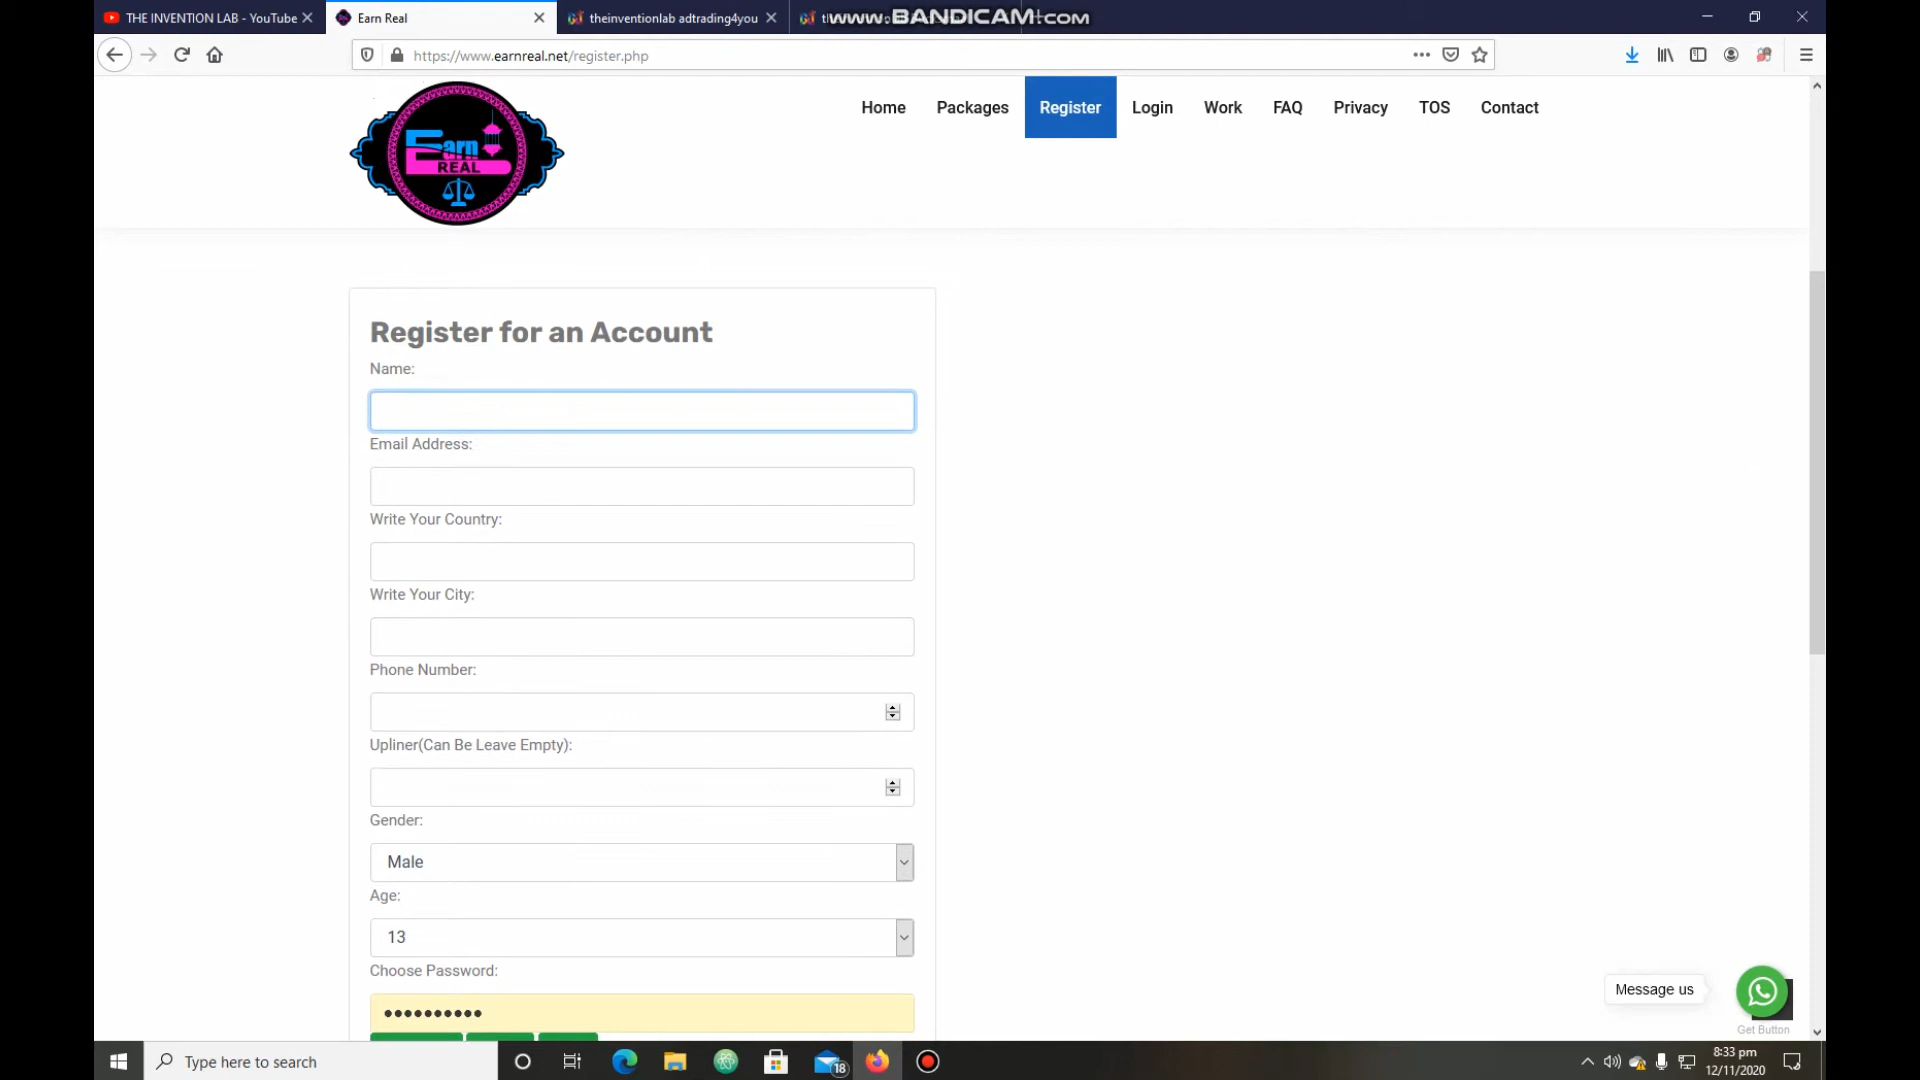 THE INVENTION LAB - YouTube
Earn Real
theinventionlab adtrading4you
www.BANDICAM.com
https://www.earnreal.net/register.php
Earn
REAL
Home
Packages
Register
Login
Work
FAQ
Privacy
TOS
Contact
Register for an Account
Name:
Email Address:
Write Your Country:
Write Your City:
Phone Number:
Upliner(Can Be Leave Empty):
Gender:
Male
Age:
13
Choose Password:
Message us
Get Button
Type here to search
18
8:33 pm
12/11/2020